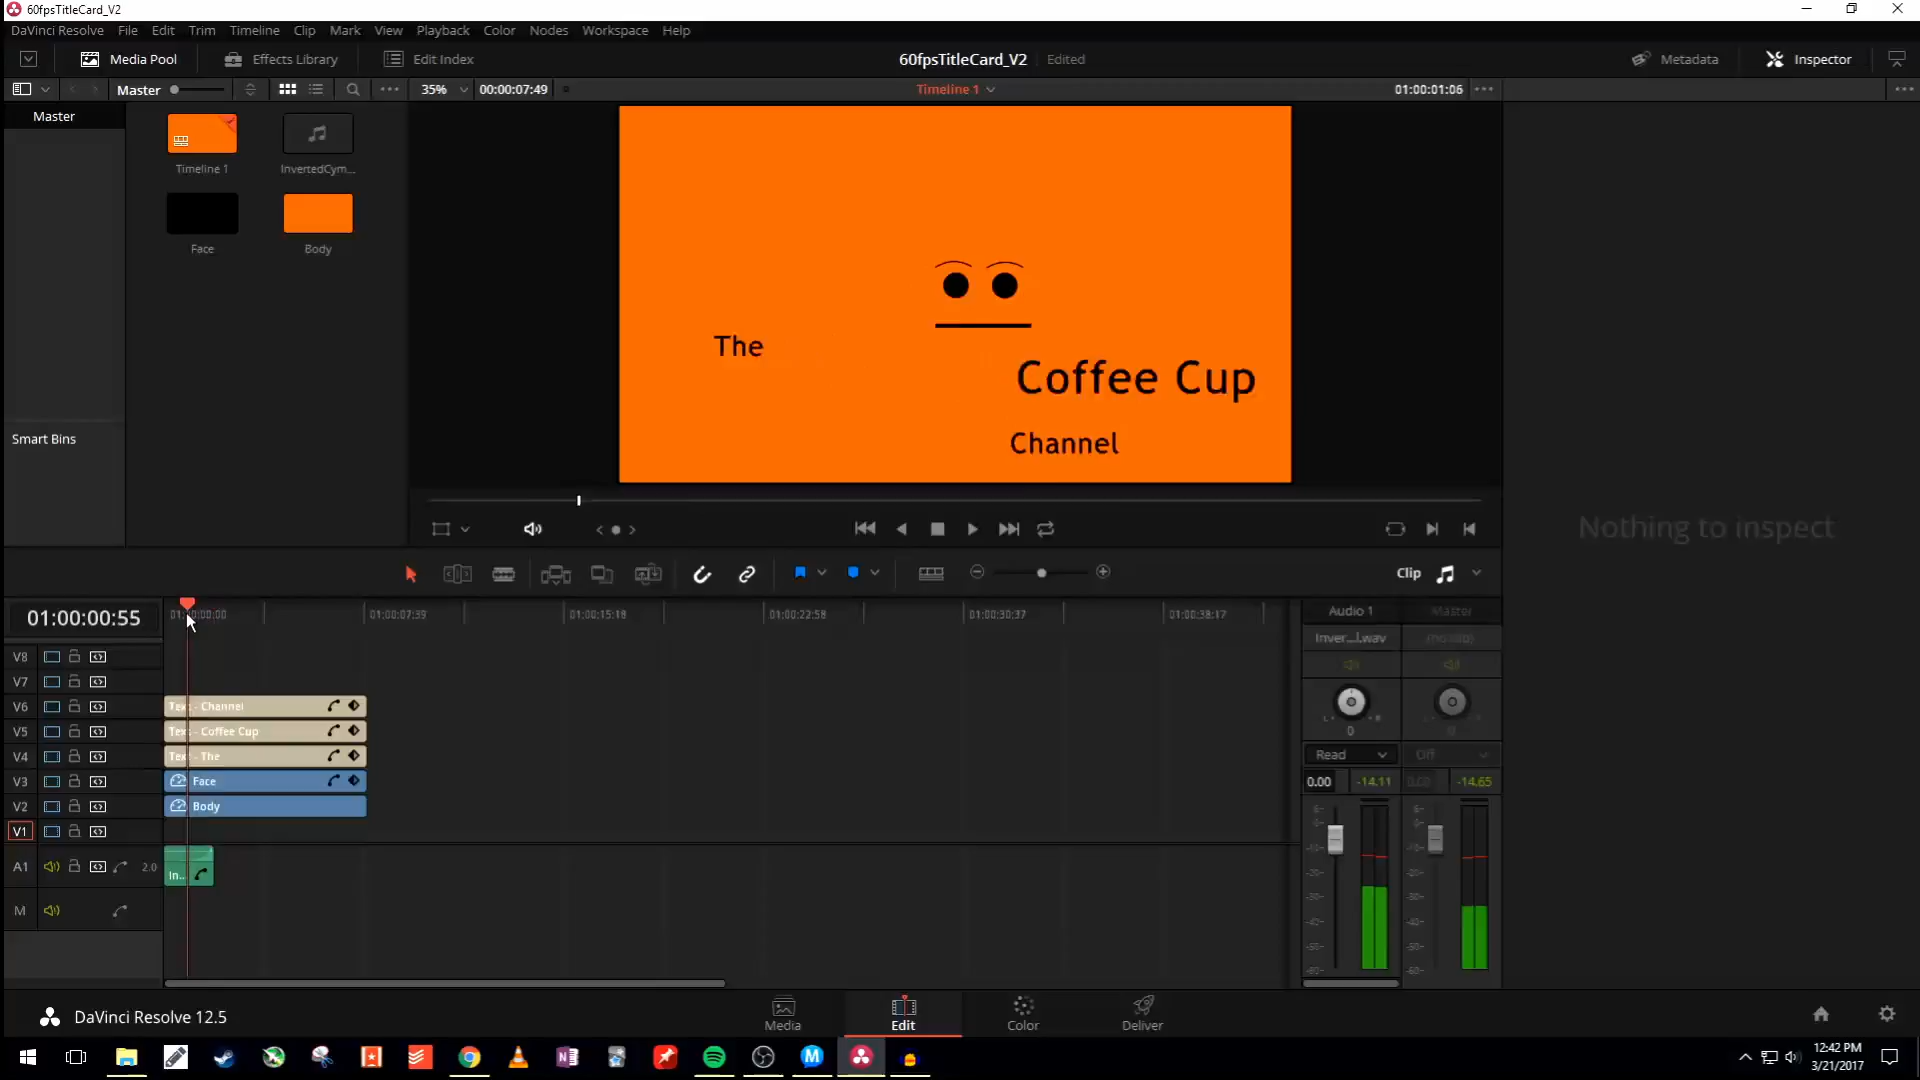 60fpsTitleCard_V2
DaVinci Resolve File Edit Trim Timeline Clip Mark View Playback Color Nodes Workspace Help
Media Pool Effects Library Edit Index 60fpsTitleCard_V2 Edited Metadata Inspector
Master 35% 00:00:07:49 Timeline 1 01:00:01:06
Master
Timeline 1 InvertedCym...
Face Body
The
Coffee Cup
Channel
Smart Bins
Nothing to inspect
Clip
01:00:00:55 01:00:00:00 01:00:07:39 01:00:15:18 01:00:22:58 01:00:30:37 01:00:38:17 Audio 1 Master
Inver...l.wav
V8
V7
V6 Text - Channel
V5 Text - Coffee Cup
V4 Text - The
V3 Face
V2 Body
V1
A1 2.0 In...
M
L R
0
Read Off
0.00 -14.11 0.00 -14.65
DaVinci Resolve 12.5 Media Edit Color Deliver
12:42 PM
3/21/2017